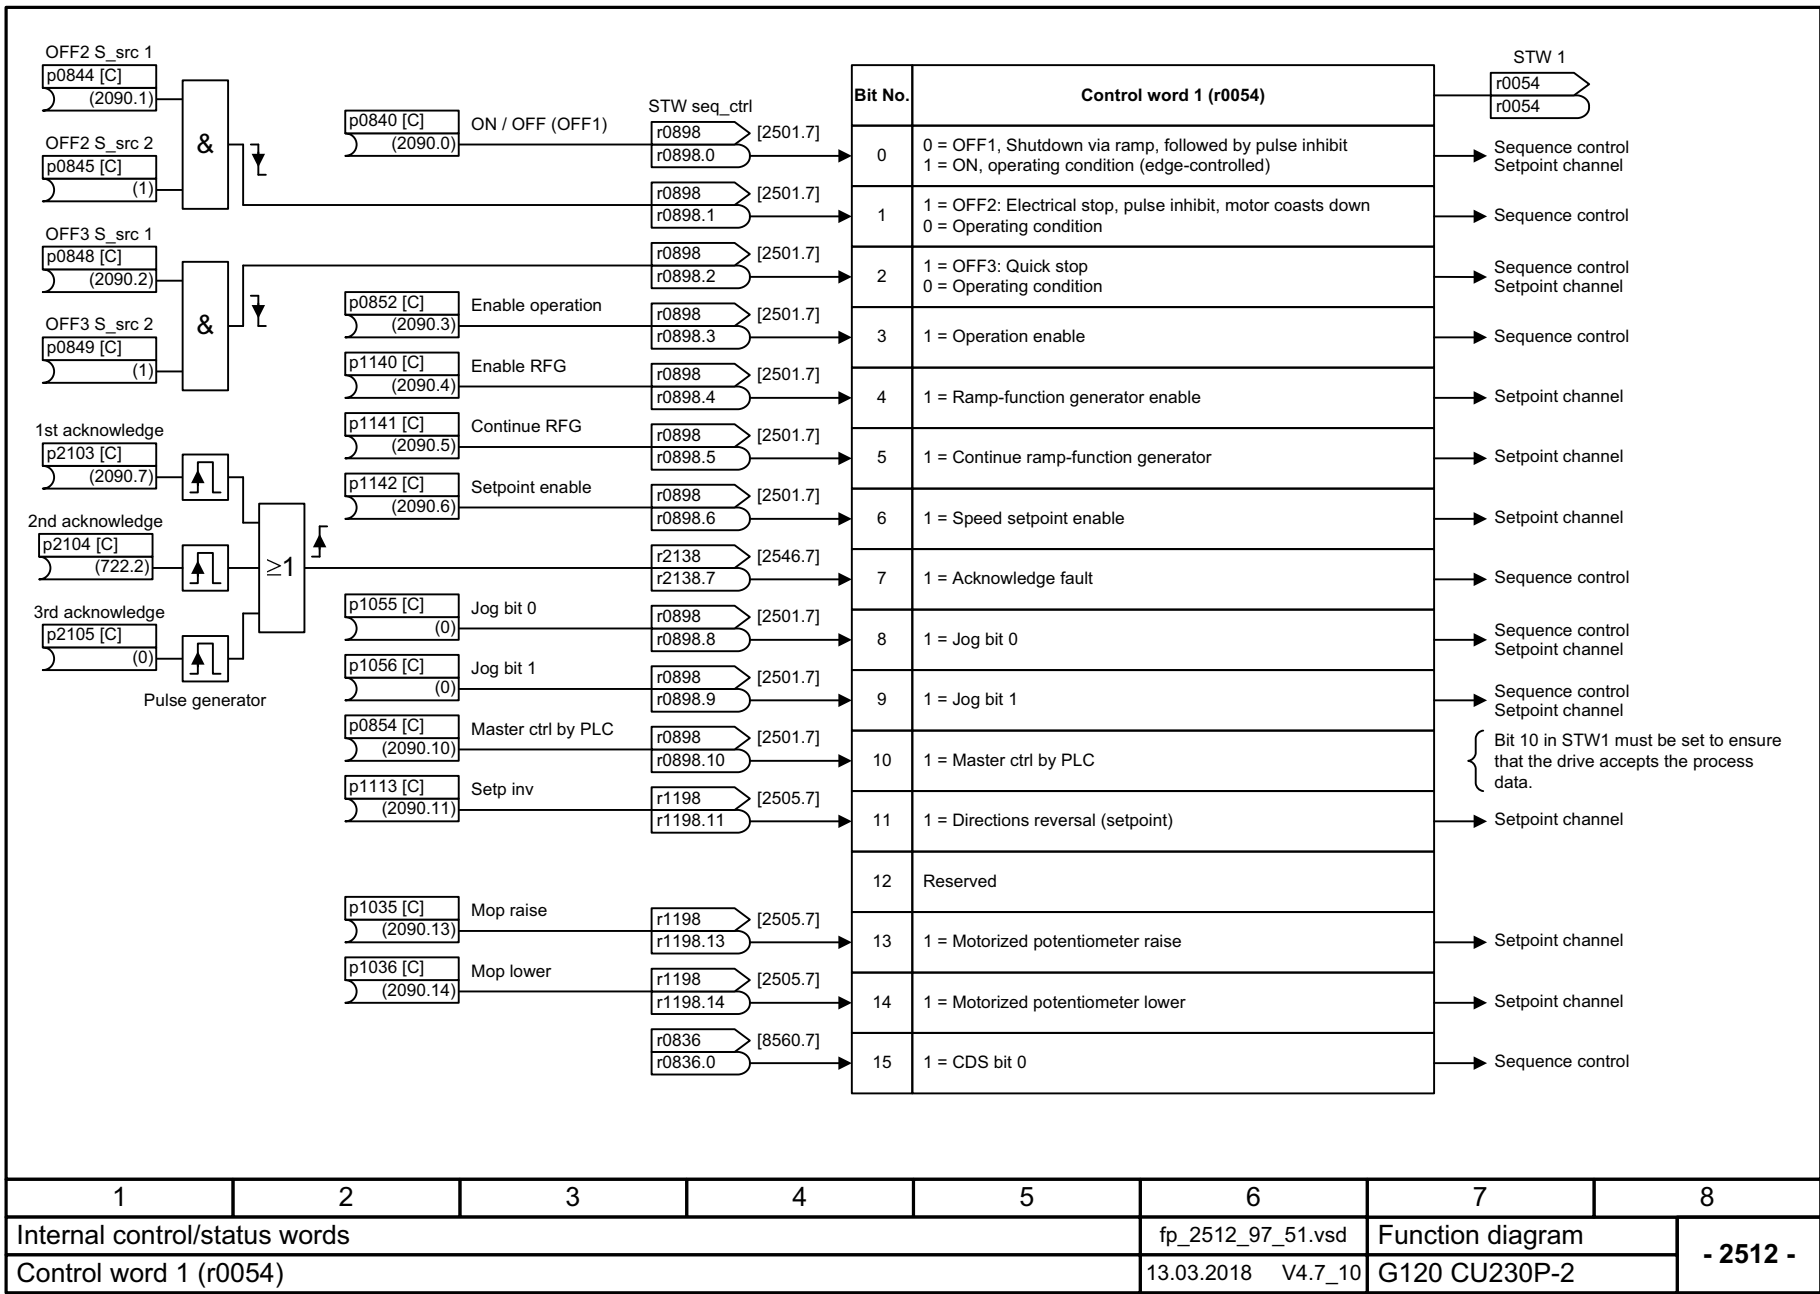 OFF2 S_src 1
p0844 [C]
(2090.1)
OFF2 S_src 2
p0845 [C]
(1)
&
OFF3 S_src 1
p0848 [C]
(2090.2)
OFF3 S_src 2
p0849 [C]
(1)
&
1st acknowledge
p2103 [C]
(2090.7)
2nd acknowledge
p2104 [C]
(722.2)
3rd acknowledge
p2105 [C]
(0)
Pulse generator
≥1
p0840 [C]
(2090.0)
ON / OFF (OFF1)
p0852 [C]
(2090.3)
Enable operation
p1140 [C]
(2090.4)
Enable RFG
p1141 [C]
(2090.5)
Continue RFG
p1142 [C]
(2090.6)
Setpoint enable
p1055 [C]
(0)
Jog bit 0
p1056 [C]
(0)
Jog bit 1
p0854 [C]
(2090.10)
Master ctrl by PLC
p1113 [C]
(2090.11)
Setp inv
p1035 [C]
(2090.13)
Mop raise
p1036 [C]
(2090.14)
Mop lower
STW seq_ctrl
r0898 [2501.7]
r0898.0
r0898 [2501.7]
r0898.1
r0898 [2501.7]
r0898.2
r0898 [2501.7]
r0898.3
r0898 [2501.7]
r0898.4
r0898 [2501.7]
r0898.5
r0898 [2501.7]
r0898.6
r2138 [2546.7]
r2138.7
r0898 [2501.7]
r0898.8
r0898 [2501.7]
r0898.9
r0898 [2501.7]
r0898.10
r1198 [2505.7]
r1198.11
r1198 [2505.7]
r1198.13
r1198 [2505.7]
r1198.14
r0836 [8560.7]
r0836.0
Bit No. Control word 1 (r0054)
0 0 = OFF1, Shutdown via ramp, followed by pulse inhibit
1 = ON, operating condition (edge-controlled)
1 1 = OFF2: Electrical stop, pulse inhibit, motor coasts down
0 = Operating condition
2 1 = OFF3: Quick stop
0 = Operating condition
3 1 = Operation enable
4 1 = Ramp-function generator enable
5 1 = Continue ramp-function generator
6 1 = Speed setpoint enable
7 1 = Acknowledge fault
8 1 = Jog bit 0
9 1 = Jog bit 1
10 1 = Master ctrl by PLC
11 1 = Directions reversal (setpoint)
12 Reserved
13 1 = Motorized potentiometer raise
14 1 = Motorized potentiometer lower
15 1 = CDS bit 0
STW 1
r0054
r0054
Sequence control
Setpoint channel
Sequence control
Sequence control
Setpoint channel
Sequence control
Setpoint channel
Setpoint channel
Setpoint channel
Sequence control
Sequence control
Setpoint channel
Sequence control
Setpoint channel
Bit 10 in STW1 must be set to ensure
that the drive accepts the process
data.
Setpoint channel
Setpoint channel
Setpoint channel
Sequence control
1 2 3 4 5 6 7 8
Internal control/status words fp_2512_97_51.vsd Function diagram
- 2512 -
Control word 1 (r0054) 13.03.2018 V4.7_10 G120 CU230P-2